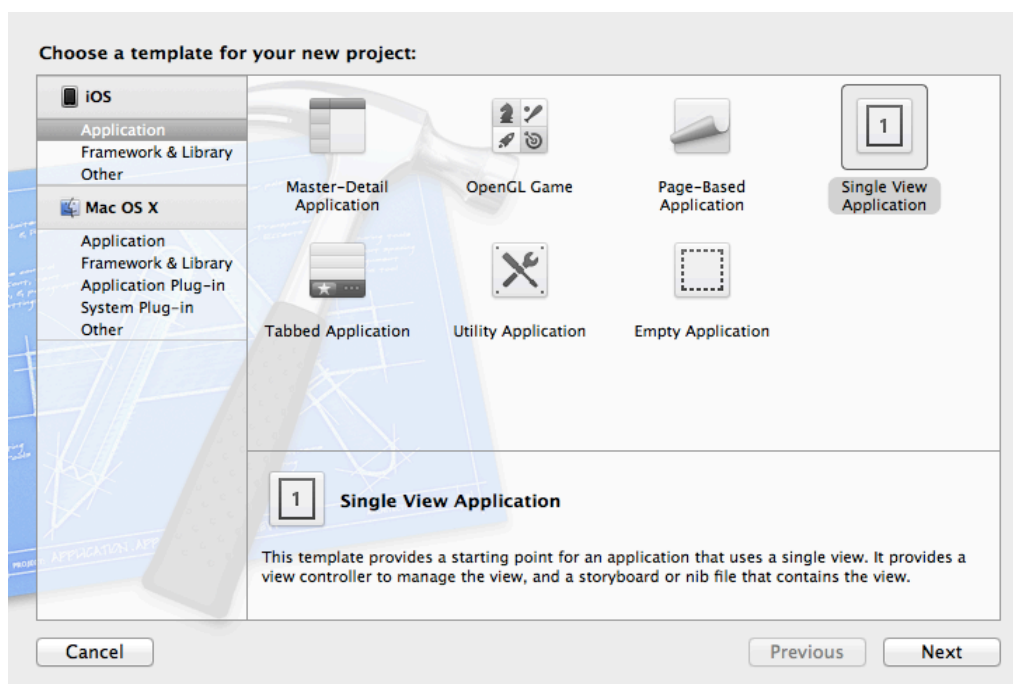 Choose a template for your new project:
iOS
Application
Framework & Library
Other
Mac OS X
Application
Framework & Library
Application Plug-in
System Plug-in
Other
Master-Detail
Application
OpenGL Game
Page-Based
Application
1
Single View
Application
Tabbed Application
Utility Application
Empty Application
1
Single View Application
This template provides a starting point for an application that uses a single view. It provides a
view controller to manage the view, and a storyboard or nib file that contains the view.
Cancel
Previous
Next